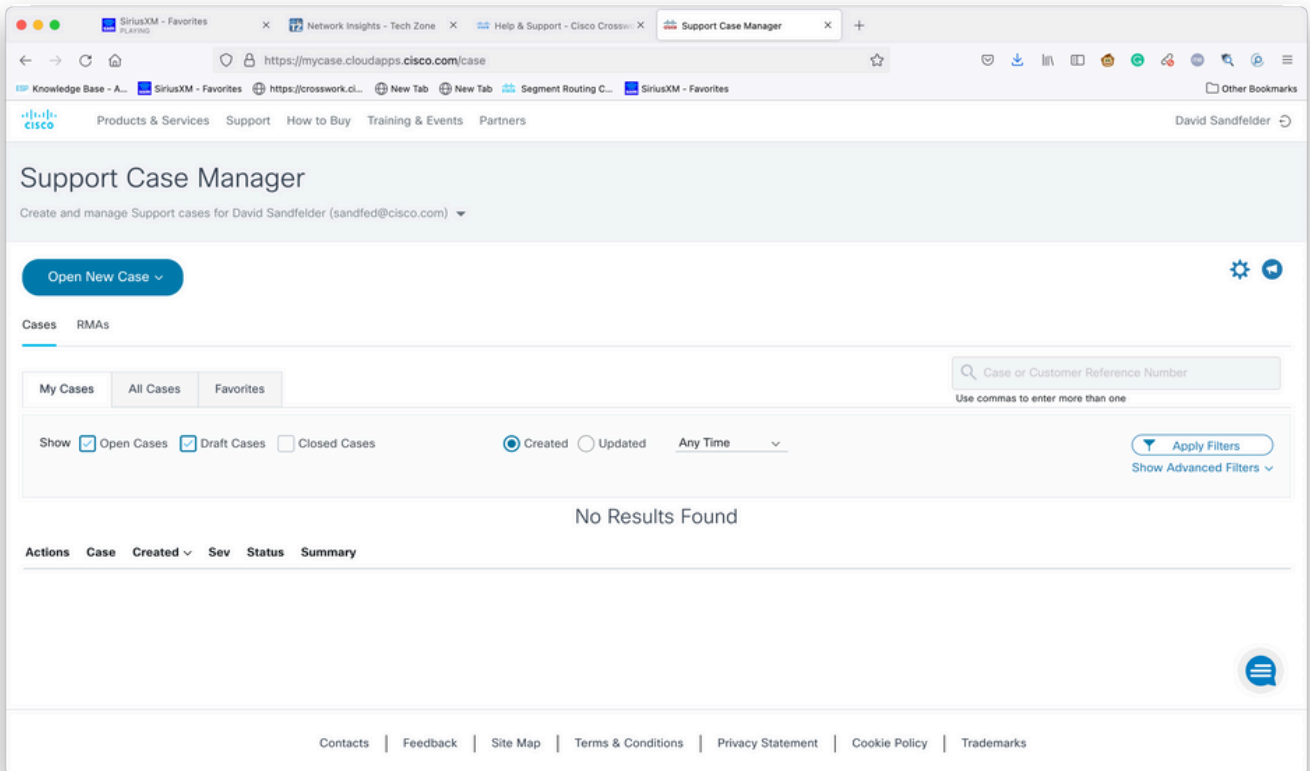 SiriusXM - Favorites
PLAYING
Network Insights - Tech Zone
Help & Support - Cisco Crossw
Support Case Manager
https://mycase.cloudapps.cisco.com/case
Knowledge Base - A...
SiriusXM - Favorites
https://crosswork.ci...
New Tab
New Tab
Segment Routing C...
SiriusXM - Favorites
Other Bookmarks
CISCO
Products & Services Support How to Buy Training & Events Partners
David Sandfelder
Support Case Manager
Create and manage Support cases for David Sandfelder (sandfed@cisco.com)
Open New Case
Cases RMAs
My Cases All Cases Favorites
Case or Customer Reference Number
Use commas to enter more than one
Show Open Cases Draft Cases Closed Cases Created Updated Any Time
Apply Filters
Show Advanced Filters
No Results Found
Actions Case Created Sev Status Summary
Contacts | Feedback | Site Map | Terms & Conditions | Privacy Statement | Cookie Policy | Trademarks